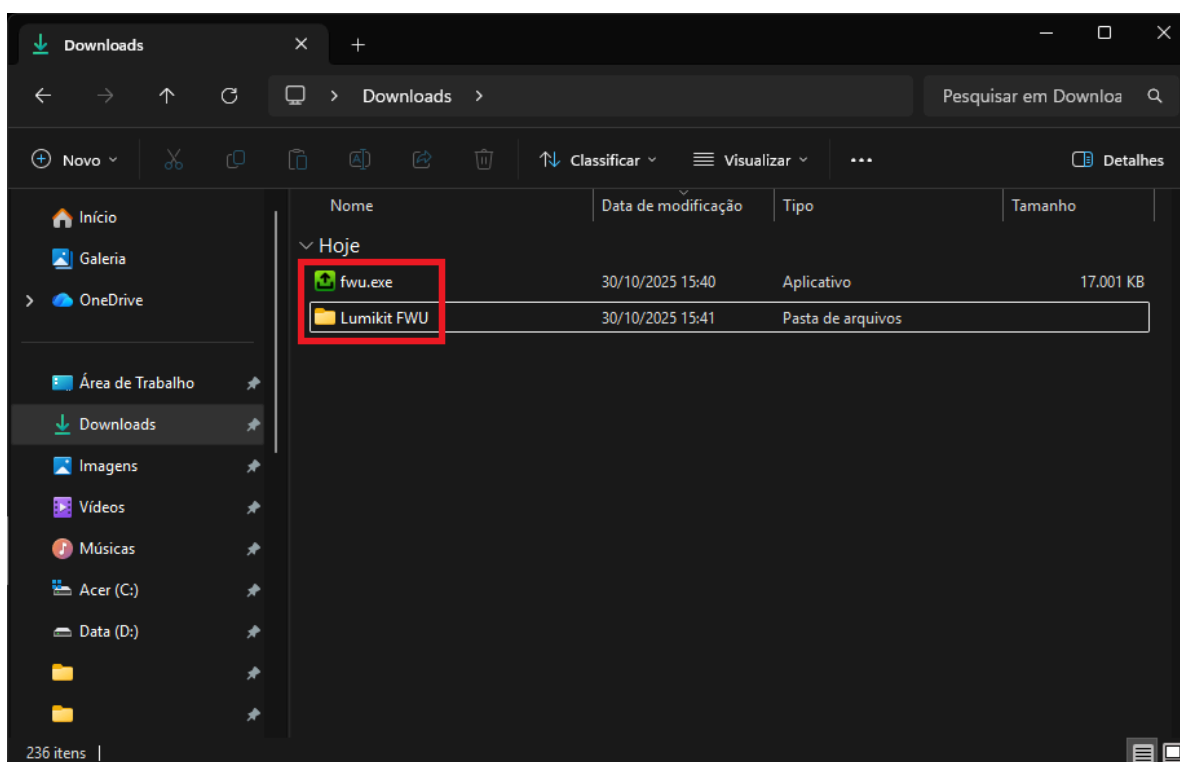 Downloads
Downloads
Pesquisar em Downloa
Novo
Classificar
Visualizar
Detalhes
Início
Galeria
OneDrive
Área de Trabalho
Downloads
Imagens
Vídeos
Músicas
Acer (C:)
Data (D:)
Nome Data de modificação Tipo Tamanho
Hoje
fwu.exe 30/10/2025 15:40 Aplicativo 17.001 KB
Lumikit FWU 30/10/2025 15:41 Pasta de arquivos
236 itens